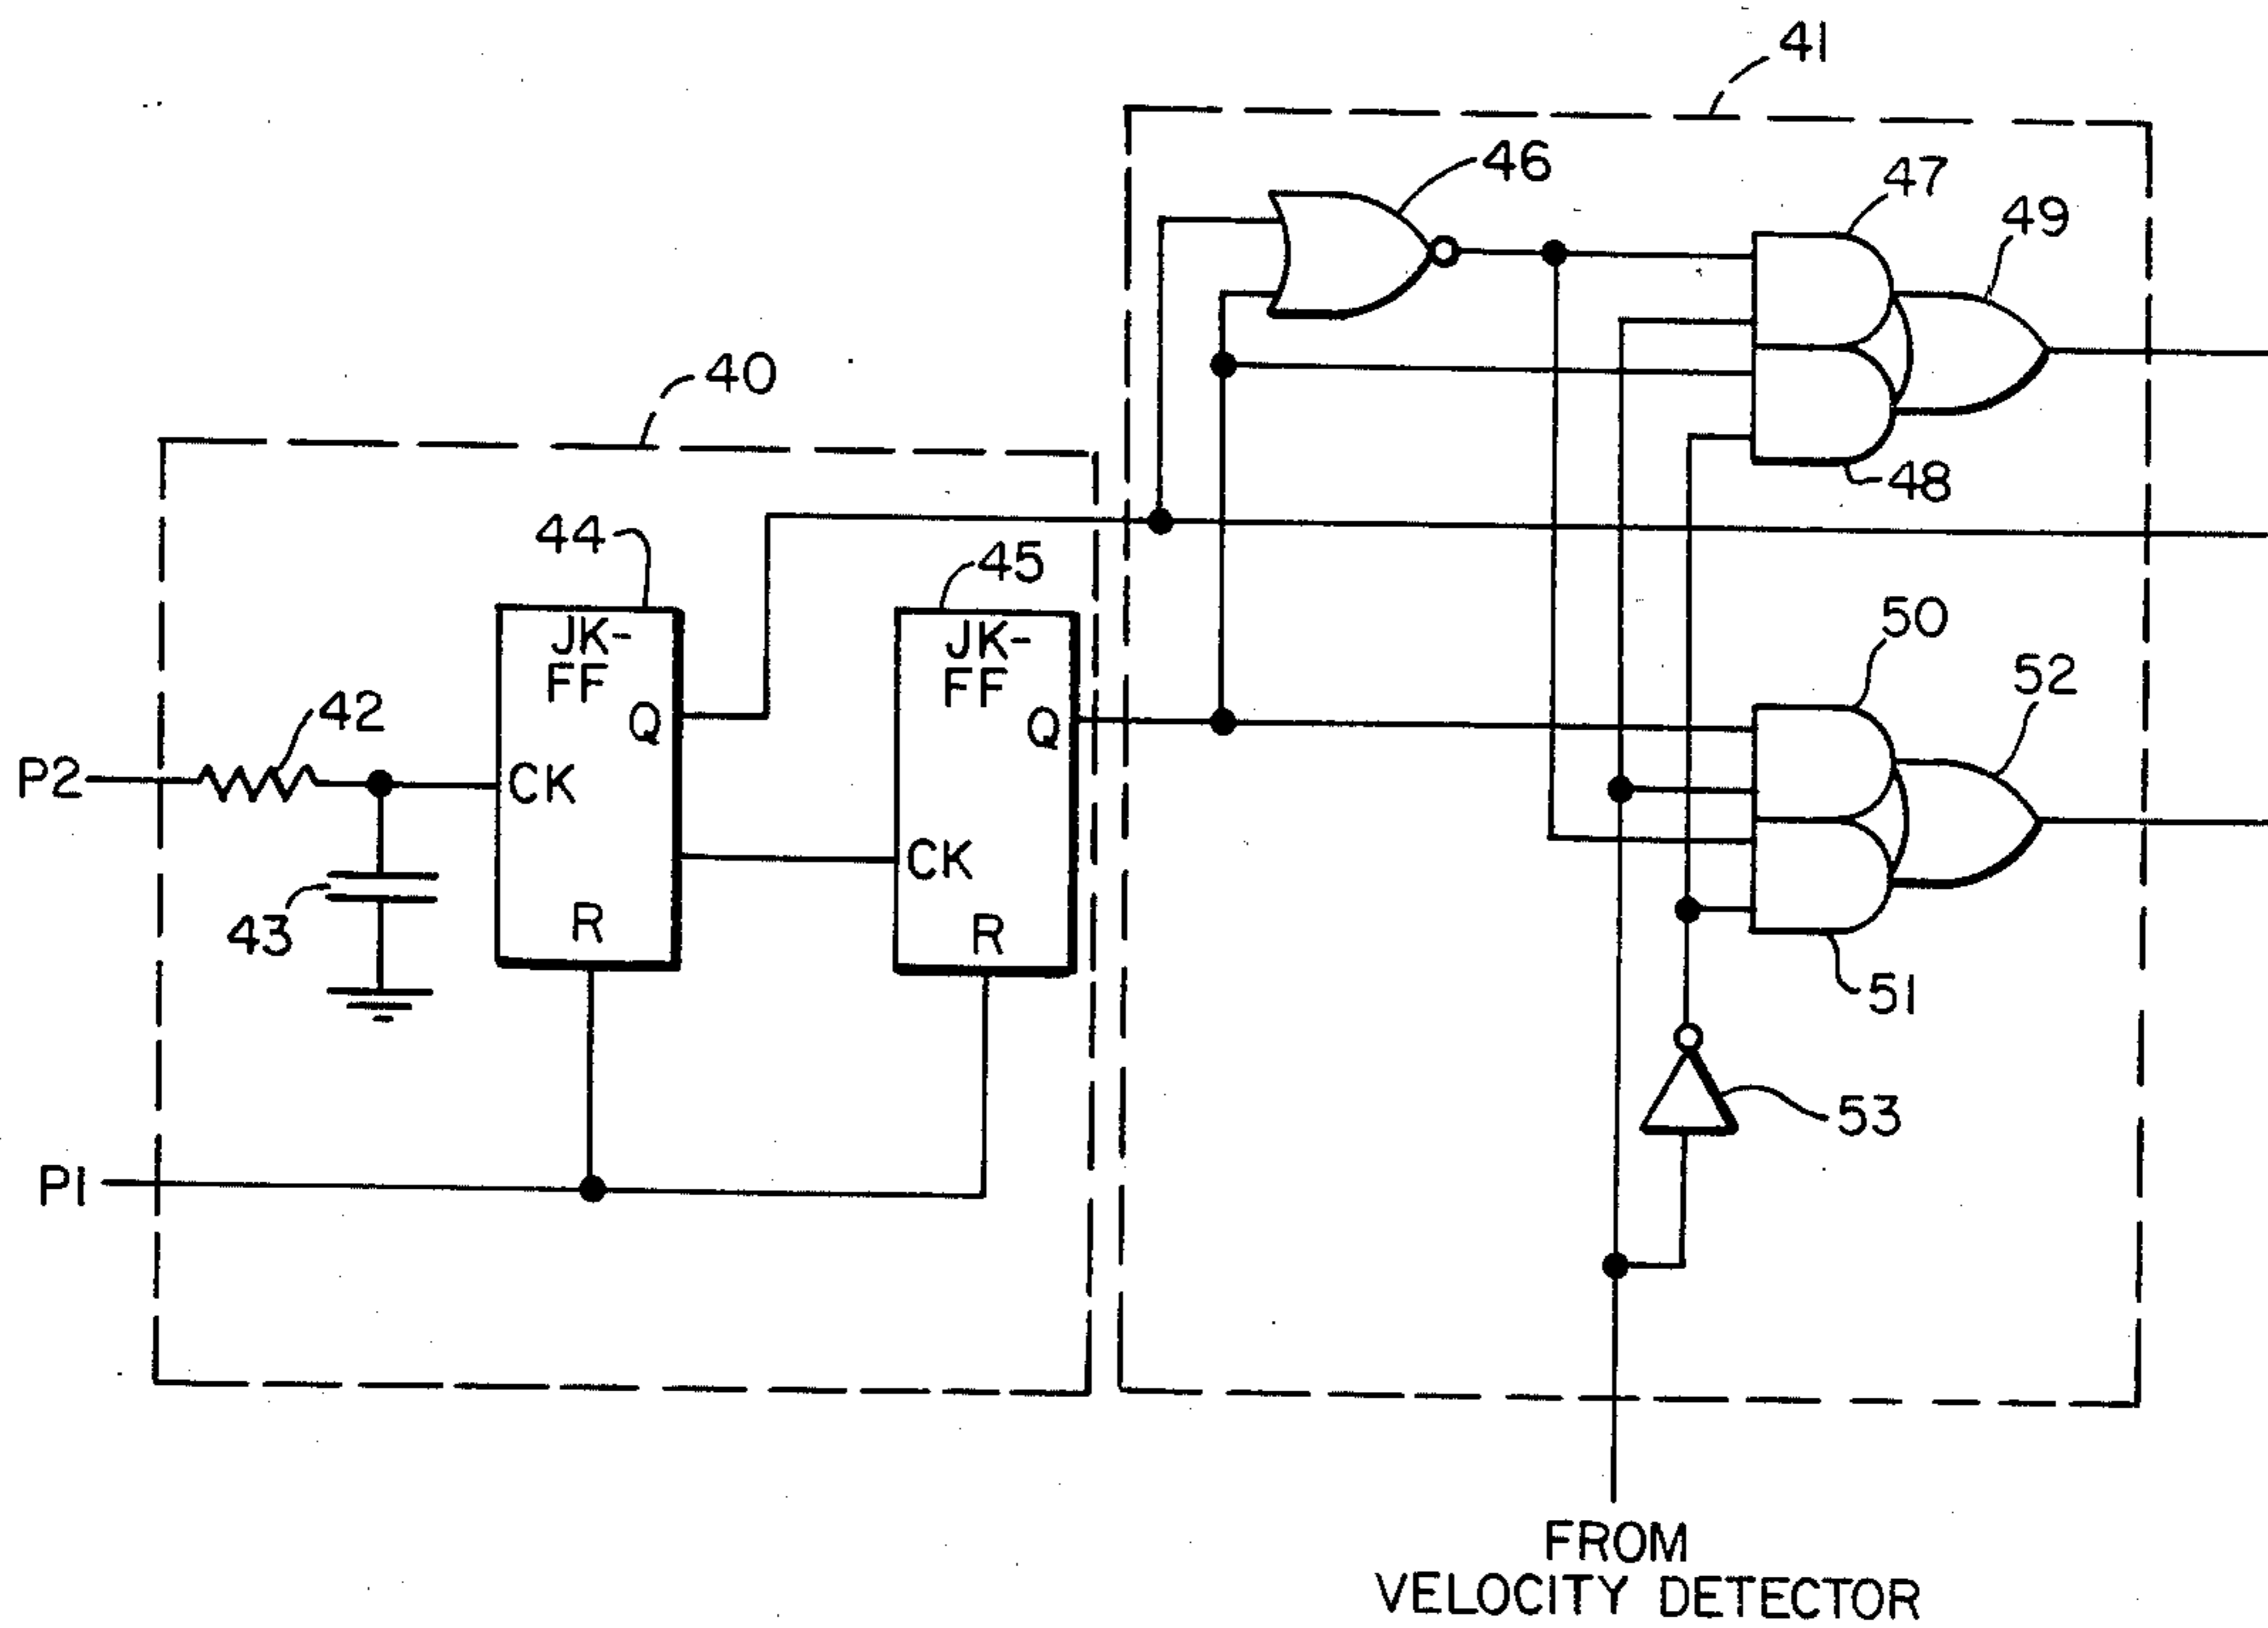 41
46
47
49
40
48
44
45
JK-
FF
JK-
FF
50
52
42
Q
Q
P2
CK
CK
43
R
R
51
53
P1
FROM
VELOCITY DETECTOR